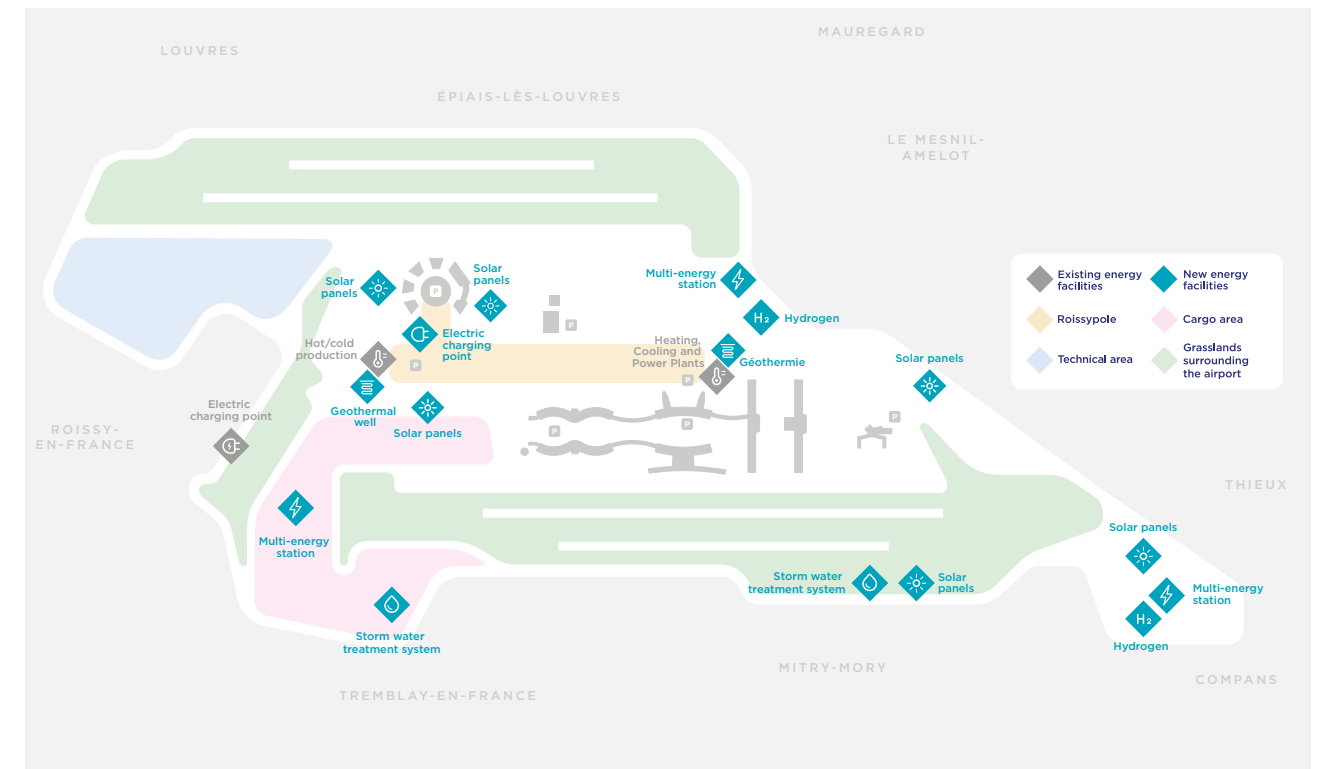 MAUREGARD
LOUVRES
ÉPIAIS-LÈS-LOUVRES
LE MESNIL-
AMELOT
Solar
panels
P
Solar
panels
Multi-energy
station
Existing energy
facilities
New energy
facilities
H₂
Hydrogen
Roissypole
Cargo area
P
Electric
charging
point
Hot/cold
production
P
Heating,
Cooling and
Power Plants
P
Géothermie
Solar panels
Technical area
Grasslands
surrounding
the airport
Electric
charging point
Geothermal
well
Solar panels
P
P
P
ROISSY-
EN-FRANCE
THIEUX
Multi-energy
station
Solar panels
Storm water
treatment system
Solar
panels
Multi-energy
station
H₂
Hydrogen
Storm water
treatment system
MITRY-MORY
COMPANS
TREMBLAY-EN-FRANCE